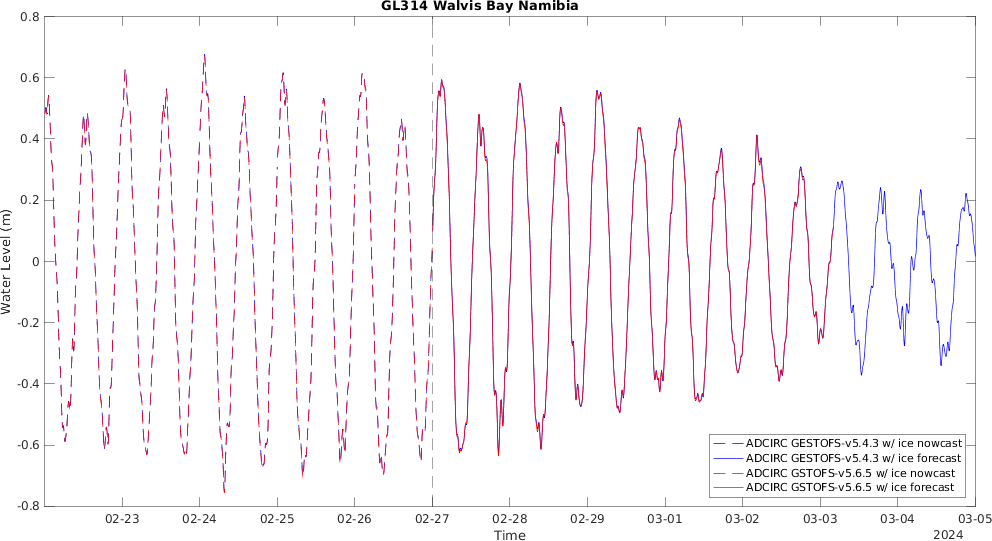 GL314 Walvis Bay Namibia
0.8
0.6
0.4
0.2
0
-0.2
-0.4
-0.6
-0.8
Water Level (m)
02-23 02-24 02-25 02-26 02-27 02-28 02-29 03-01 03-02 03-03 03-04 03-05
Time
2024
ADCIRC GESTOFS-v5.4.3 w/ ice nowcast
ADCIRC GESTOFS-v5.4.3 w/ ice forecast
ADCIRC GSTOFS-v5.6.5 w/ ice nowcast
ADCIRC GSTOFS-v5.6.5 w/ ice forecast